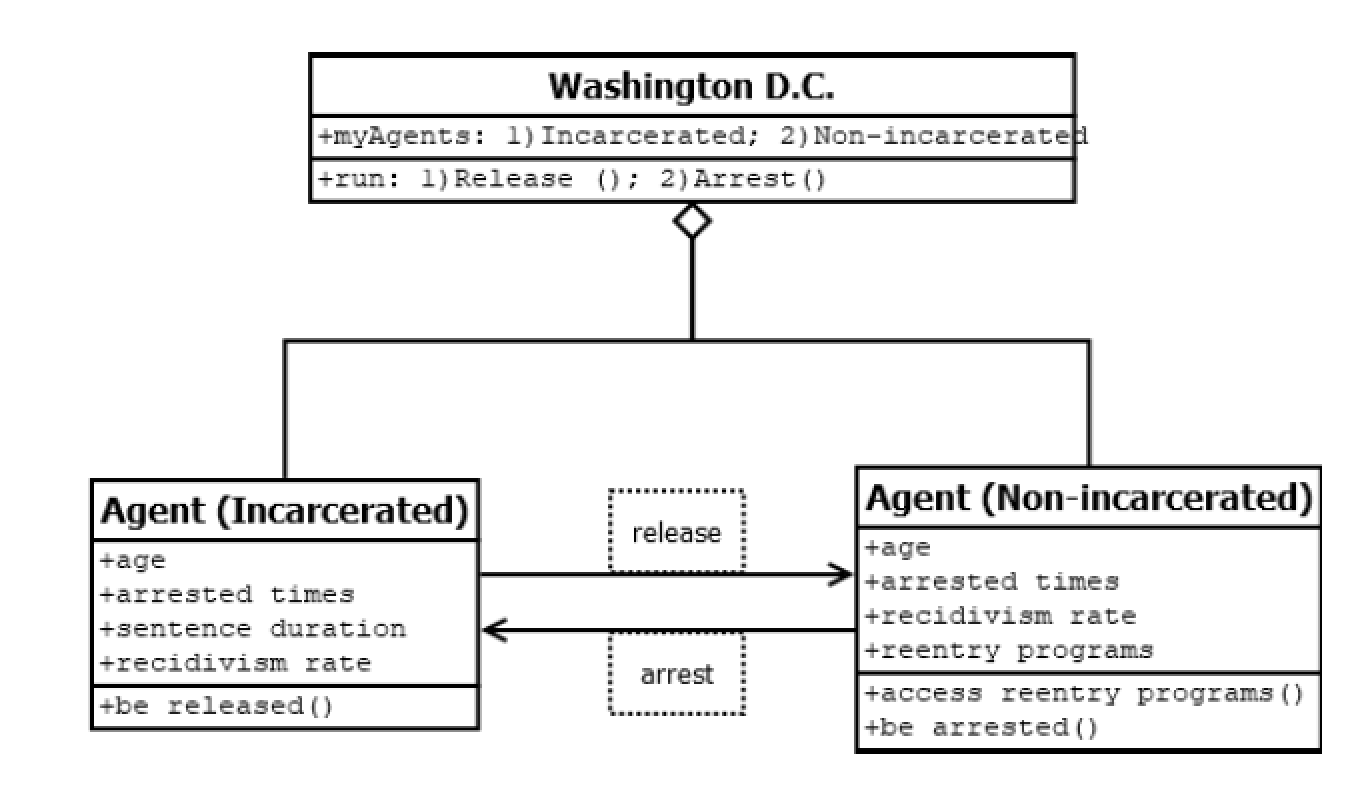 Washington D.C.
+myAgents: 1)Incarcerated; 2)Non-incarcerated
+run: 1)Release (); 2)Arrest()
Agent (Incarcerated)
+age
+arrested times
+sentence duration
+recidivism rate
+be released()
release
arrest
Agent (Non-incarcerated)
+age
+arrested times
+recidivism rate
+reentry programs
+access reentry programs()
+be arrested()